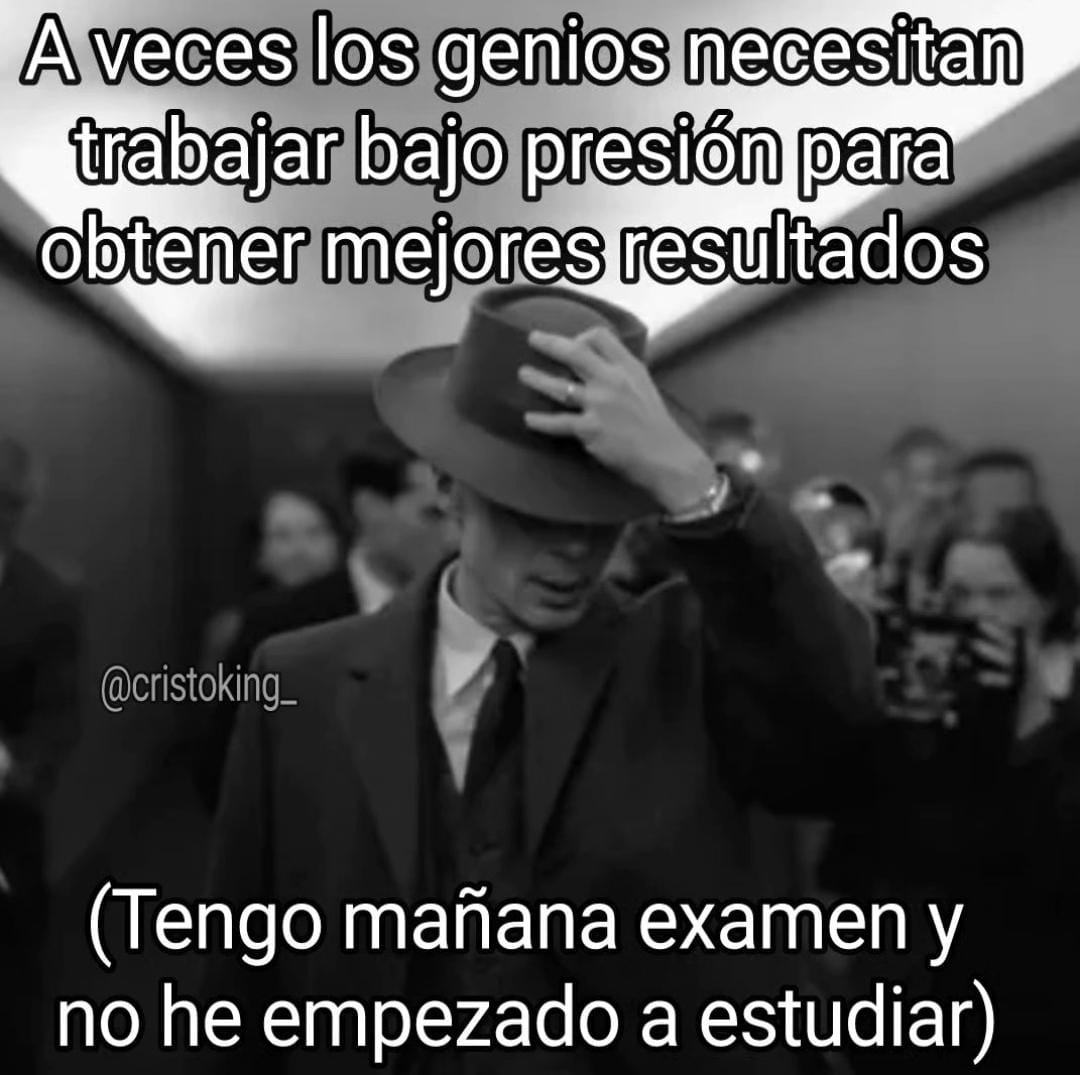 A veces los genios necesitan
trabajar bajo presión para
obtener mejores resultados
@cristoking_
(Tengo mañana examen y
no he empezado a estudiar)